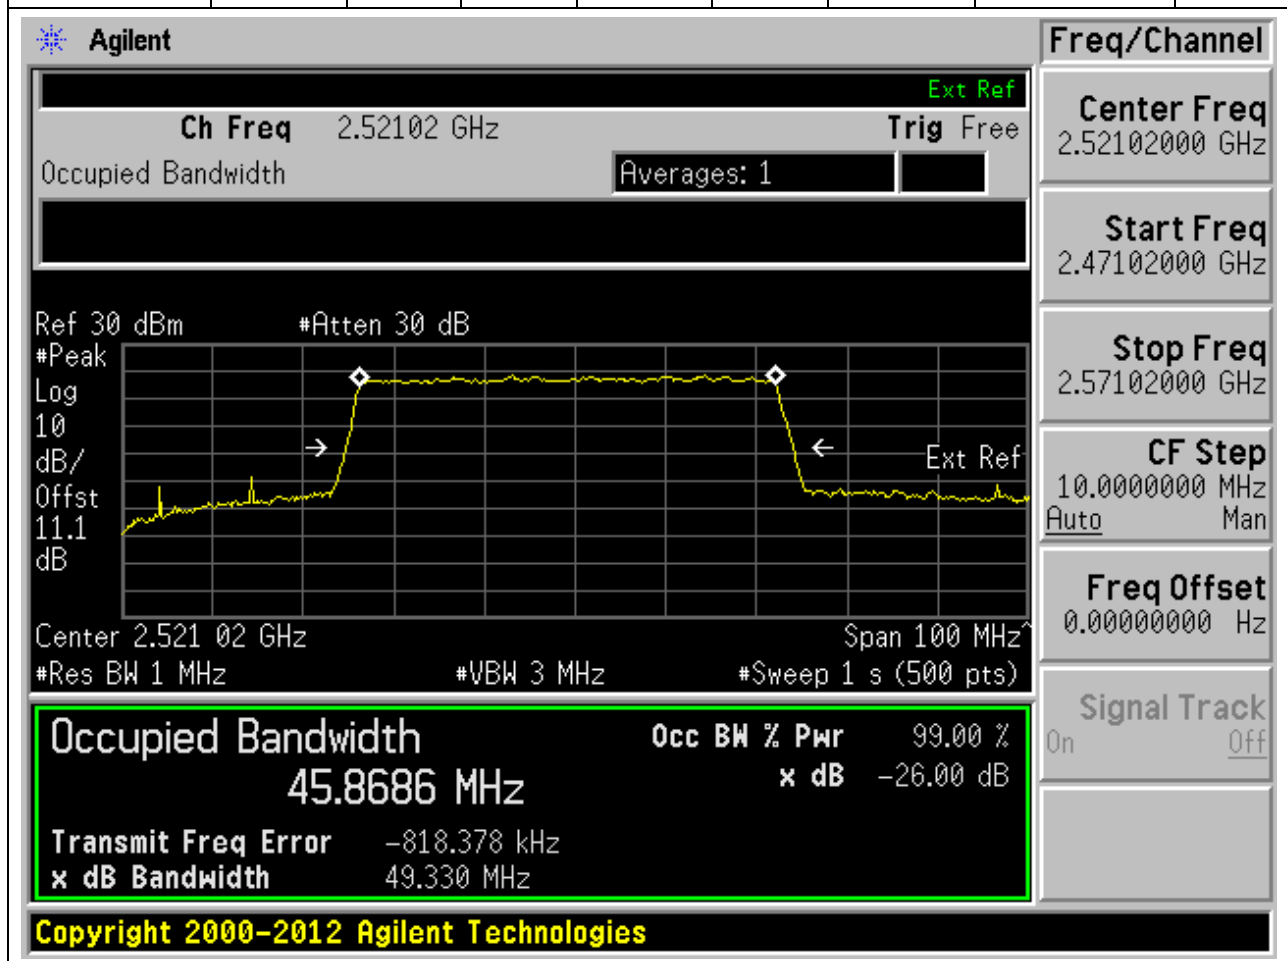 Agilent
Freq/Channel
Ext Ref
Ch Freq 2.52102 GHz Trig Free
Occupied Bandwidth Averages: 1
Center Freq
2.52102000 GHz
Start Freq
2.47102000 GHz
Stop Freq
2.57102000 GHz
CF Step
10.0000000 MHz
Auto Man
Freq Offset
0.00000000 Hz
Signal Track
On Off
Ref 30 dBm #Atten 30 dB
#Peak
Log
10
dB/
Offst
11.1
dB
Ext Ref
Center 2.521 02 GHz Span 100 MHz^
#Res BW 1 MHz #VBW 3 MHz #Sweep 1 s (500 pts)
Occupied Bandwidth Occ BW % Pwr 99.00 %
45.8686 MHz x dB -26.00 dB
Transmit Freq Error -818.378 kHz
x dB Bandwidth 49.330 MHz
Copyright 2000-2012 Agilent Technologies